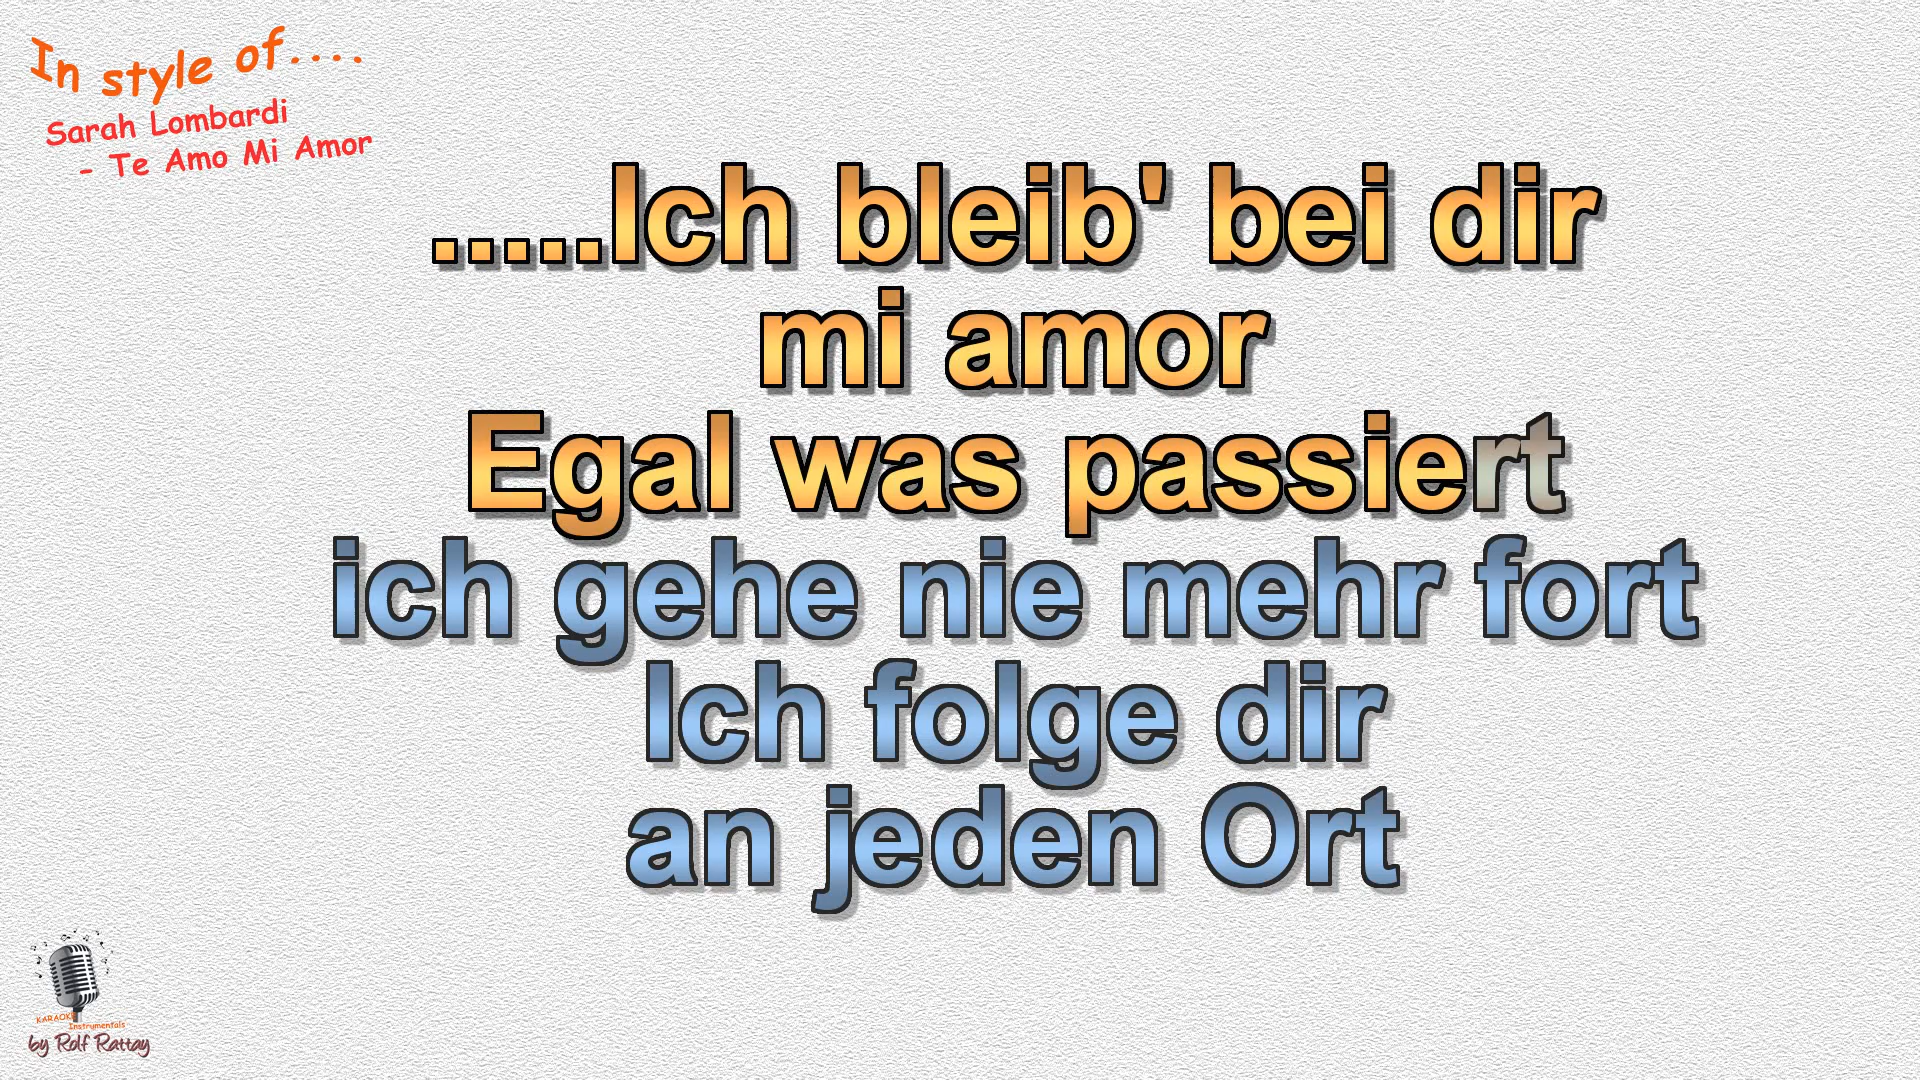 In style of....
Sarah Lombardi
- Te Amo Mi Amor
.....Ich bleib' bei dir
mi amor
Egal was passiert
ich gehe nie mehr fort
Ich folge dir
an jeden Ort
KARAOKE
Instrumentals
by Rolf Rattay